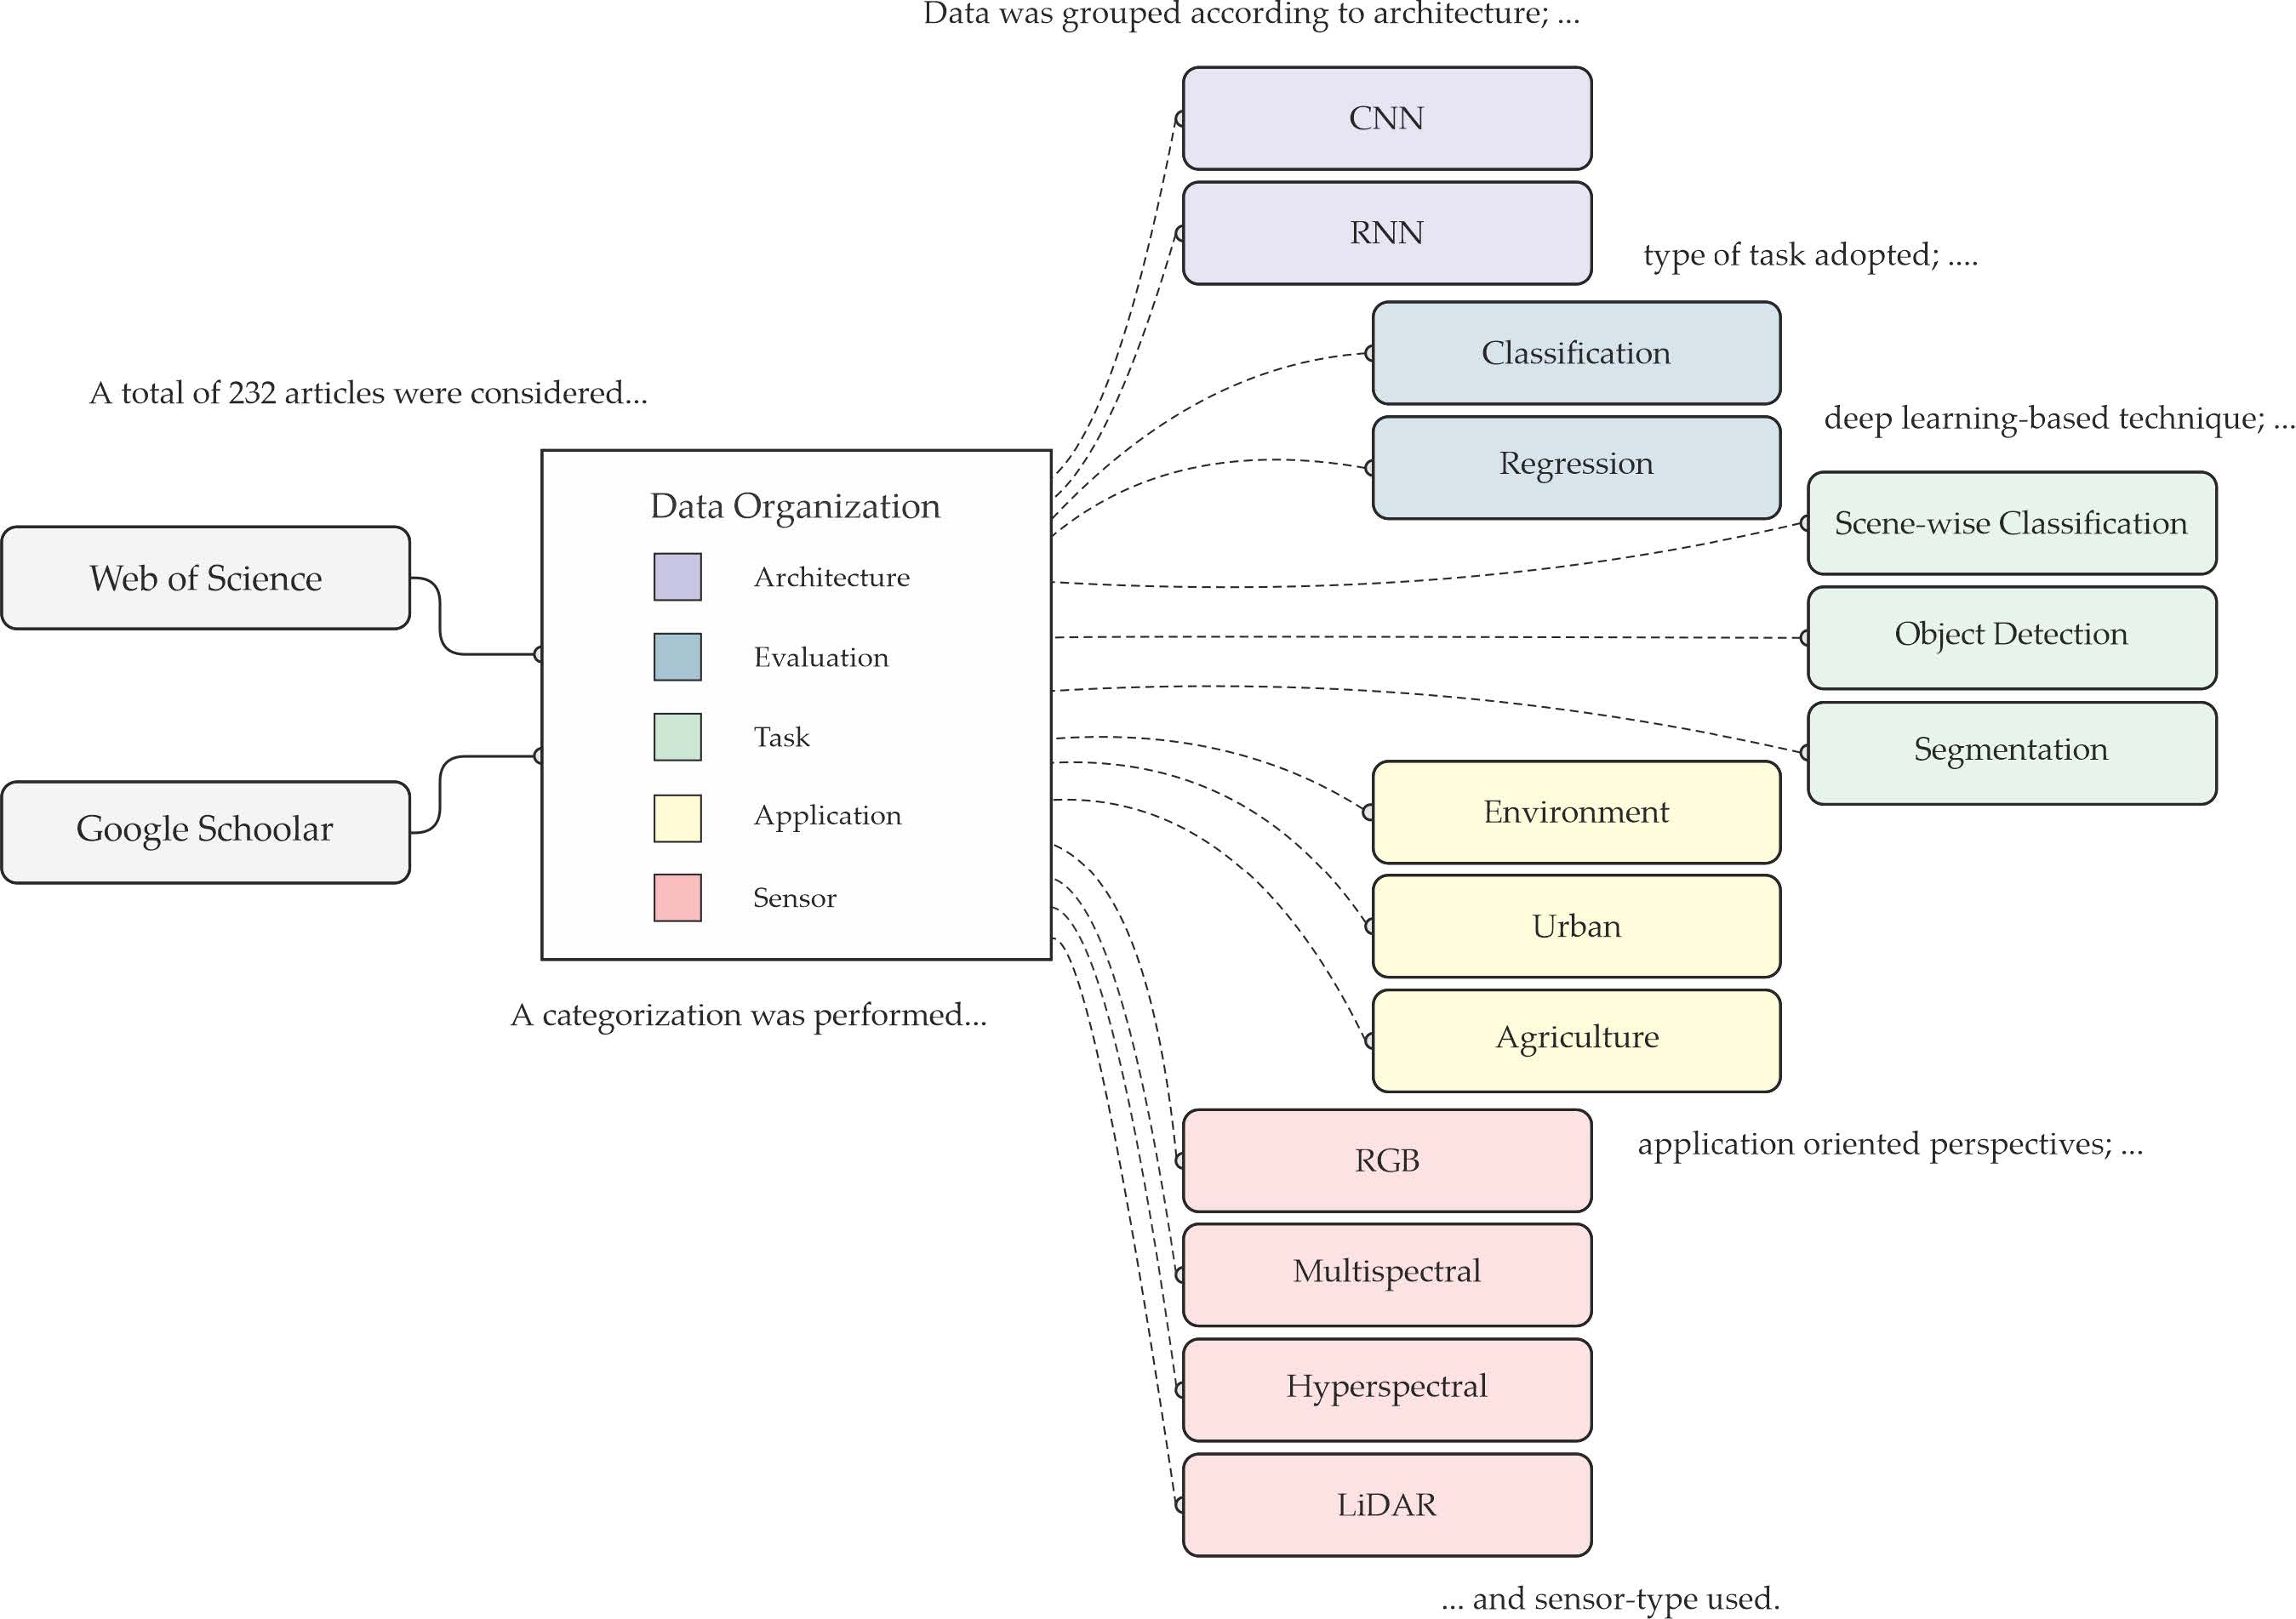 Data was grouped according to architecture; ...
CNN
RNN
type of task adopted; ....
Classification
Regression
deep learning-based technique; ...
Scene-wise Classification
Object Detection
Segmentation
A total of 232 articles were considered...
Web of Science
Google Schoolar
Data Organization
Architecture
Evaluation
Task
Application
Sensor
A categorization was performed...
Environment
Urban
Agriculture
application oriented perspectives; ...
RGB
Multispectral
Hyperspectral
LiDAR
... and sensor-type used.